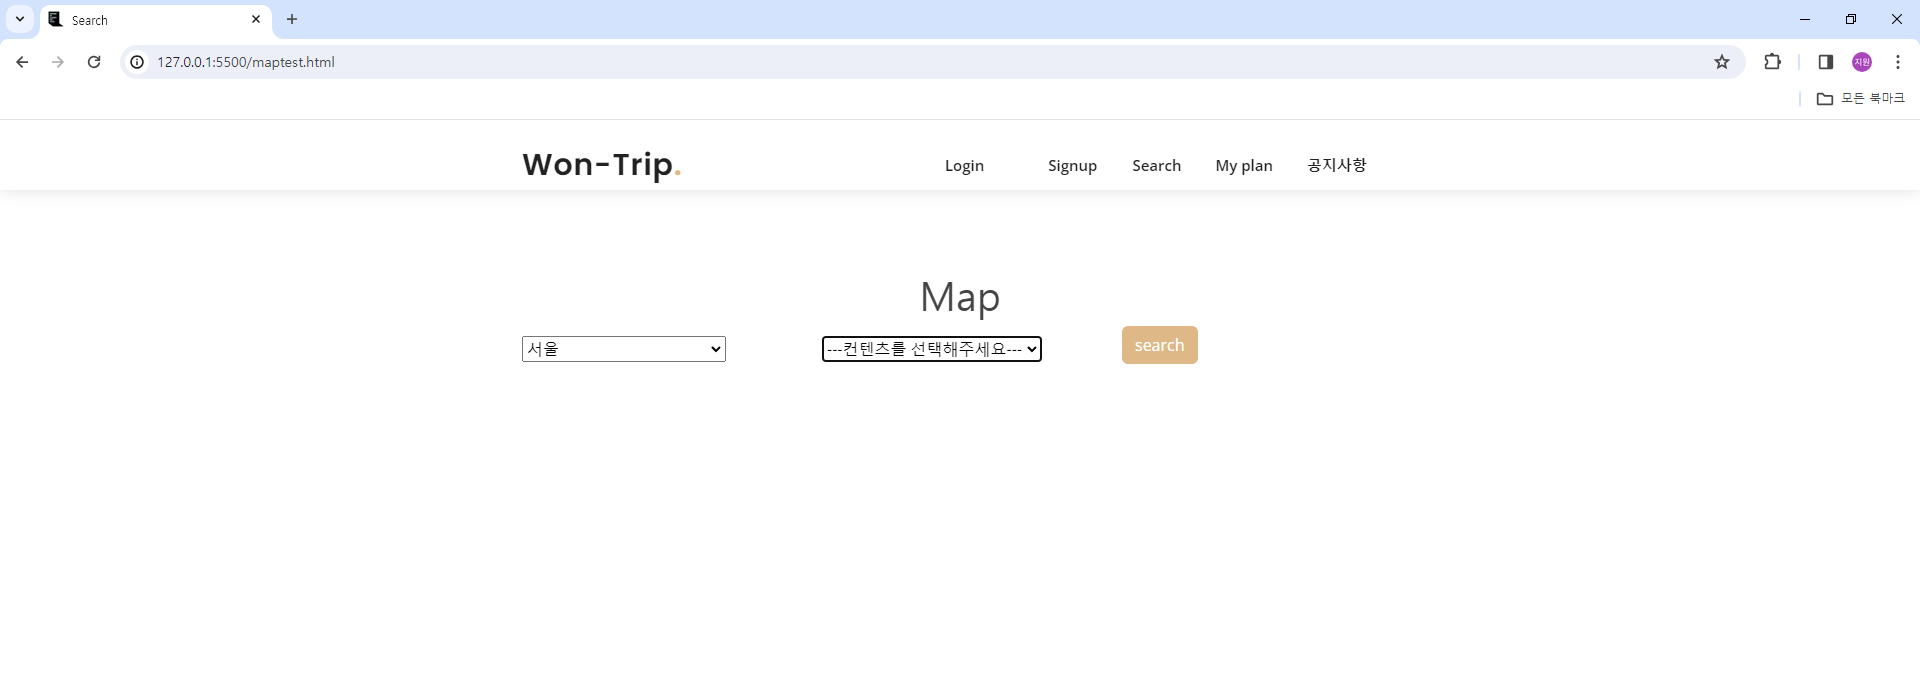 Search
127.0.0.1:5500/maptest.html
지원
모든 북마크
Won-Trip.
Login Signup Search My plan 공지사항
Map
서울 ---컨텐츠를 선택해주세요--- search